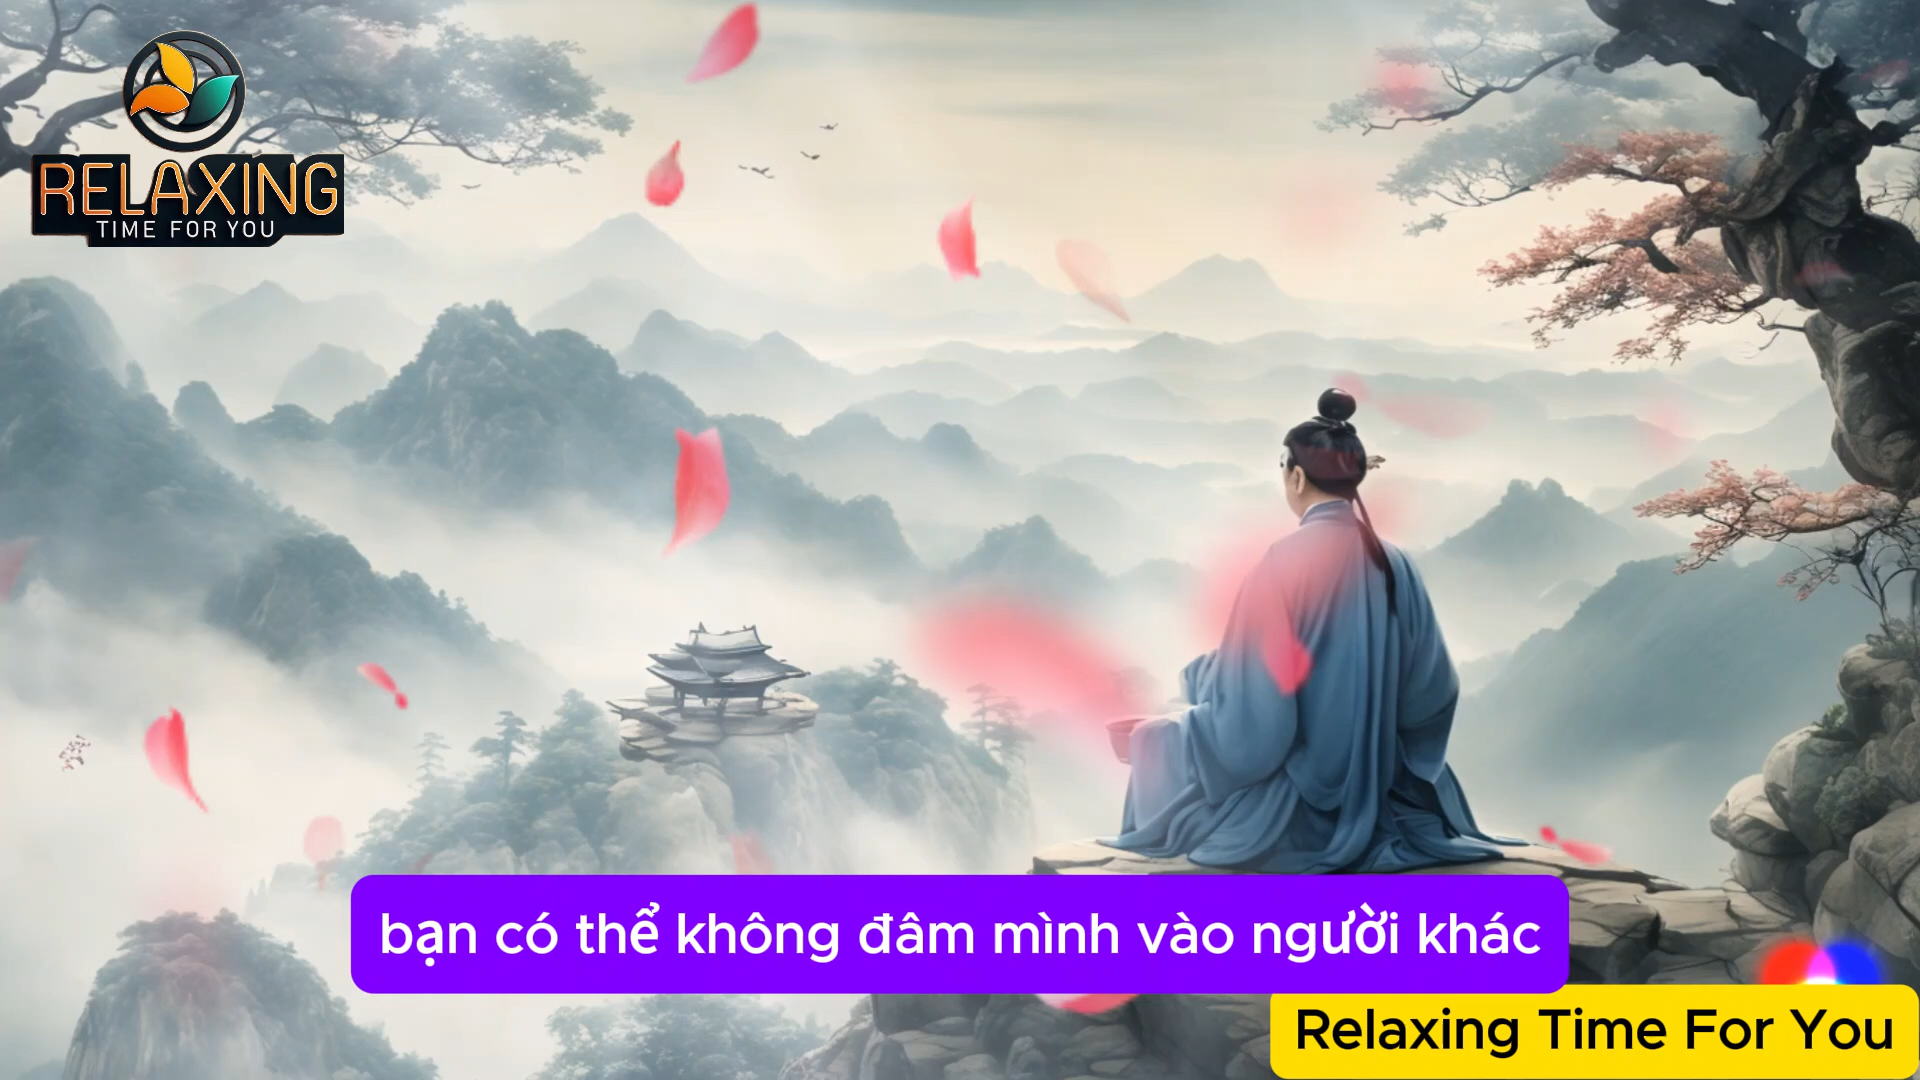 RELAXING
TIME FOR YOU
bạn có thể không đâm mình vào người khác
Relaxing Time For You